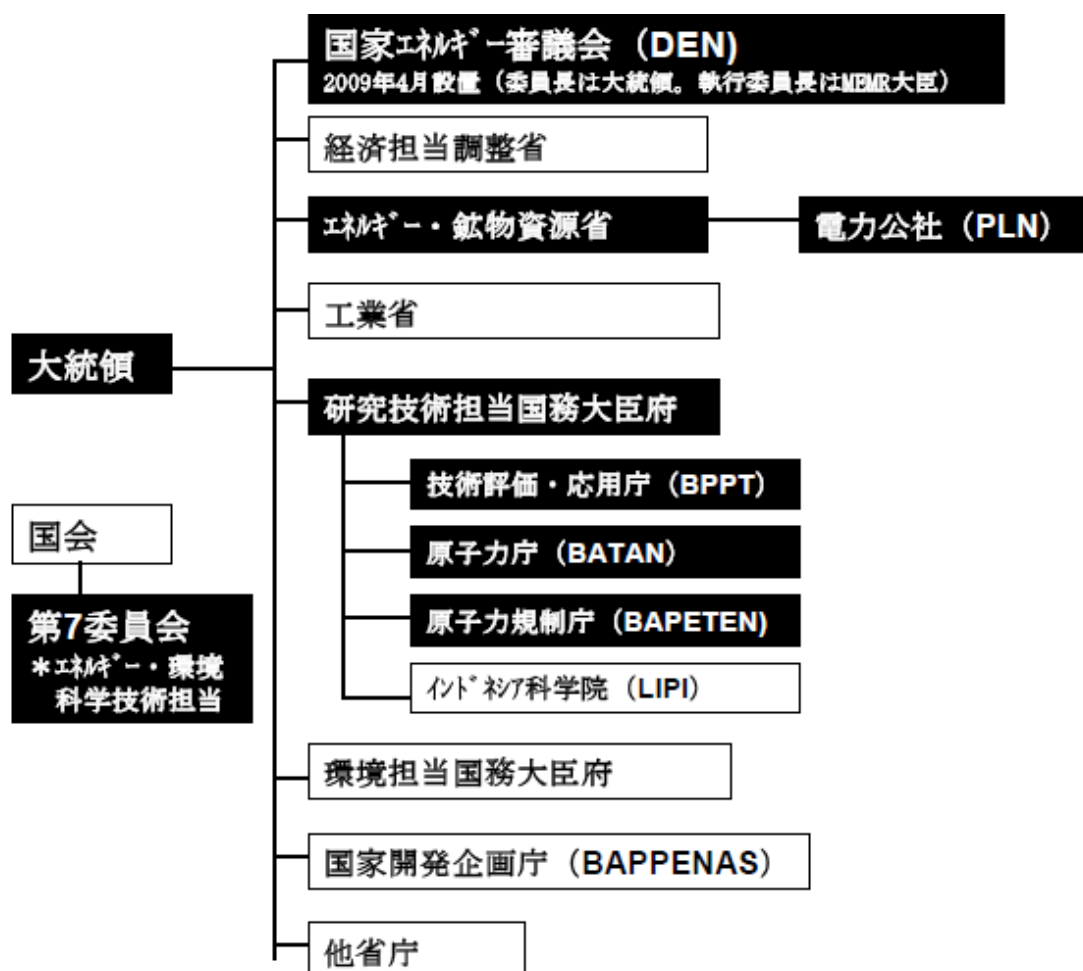 国家ｴﾈﾙｷﾞｰ審議会（DEN)
2009年4月設置（委員長は大統領。執行委員長はMEMR大臣）
経済担当調整省
ｴﾈﾙｷﾞｰ・鉱物資源省
電力公社（PLN）
工業省
大統領
研究技術担当国務大臣府
技術評価・応用庁（BPPT）
国会
原子力庁（BATAN）
第7委員会
＊ｴﾈﾙｷﾞｰ・環境
科学技術担当
原子力規制庁（BAPETEN)
ｲﾝﾄﾞﾈｼｱ科学院（LIPI）
環境担当国務大臣府
国家開発企画庁（BAPPENAS）
他省庁